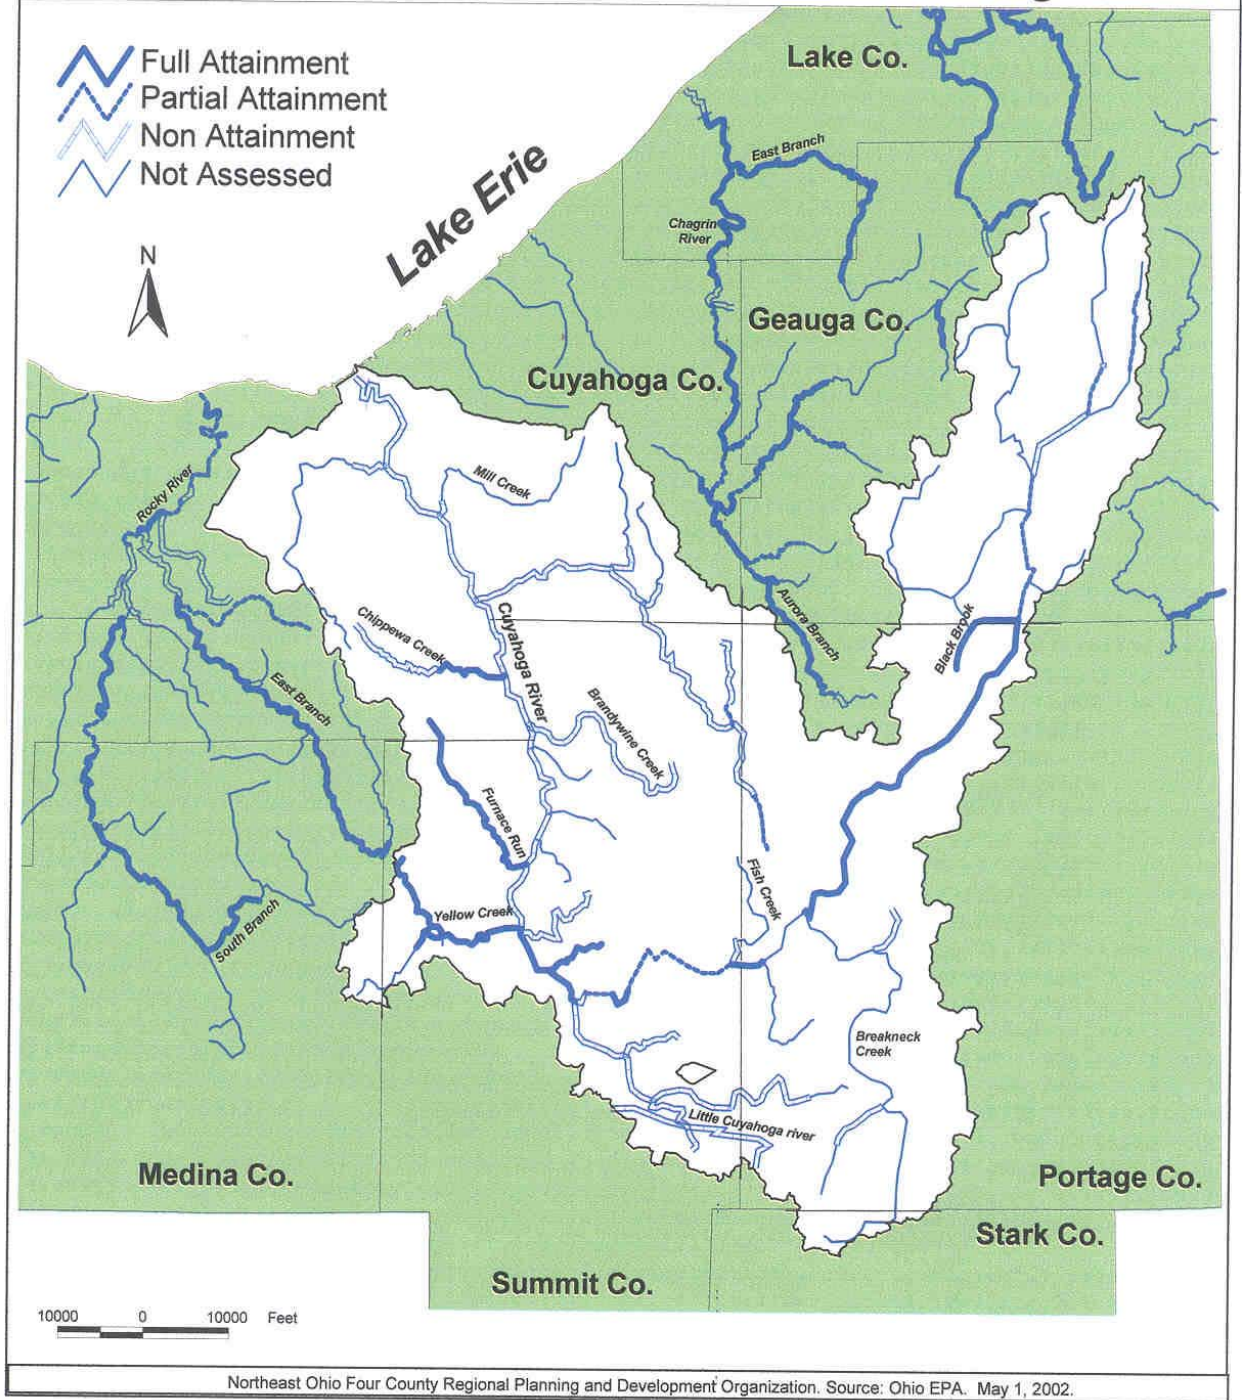 Full Attainment
Partial Attainment
Non Attainment
Not Assessed
Lake Co.
East Branch
Lake Erie
Chagrin
River
N
Geauga Co.
Cuyahoga Co.
Rocky River
Mill Creek
Chippewa Creek
Cuyahoga River
Aurora Branch
Black Brook
East Branch
Brandywine Creek
Furnace Run
Fish Creek
Yellow Creek
South Branch
Breakneck
Creek
Little Cuyahoga river
Medina Co.
Portage Co.
Stark Co.
Summit Co.
10000 0 10000 Feet
Northeast Ohio Four County Regional Planning and Development Organization. Source: Ohio EPA. May 1, 2002.